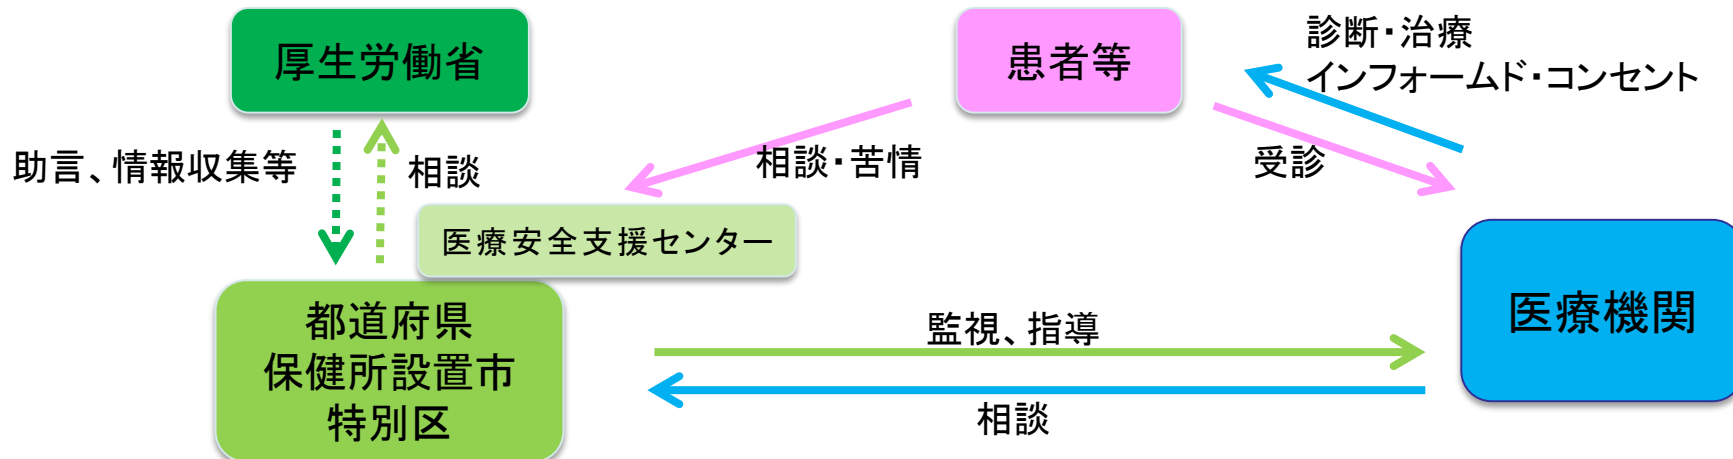 厚生労働省
患者等
診断・治療
インフォームド・コンセント
助言、情報収集等
相談
相談・苦情
受診
医療安全支援センター
都道府県
保健所設置市
特別区
監視、指導
相談
医療機関